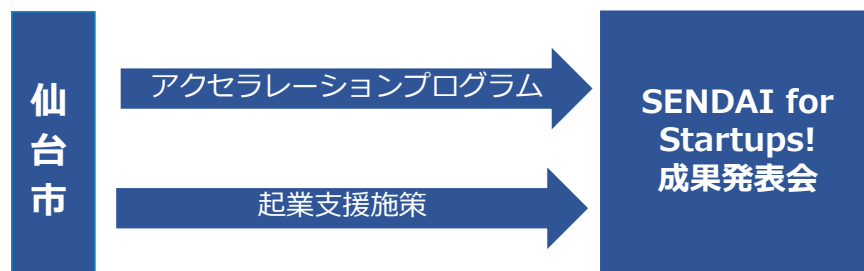 仙台市
アクセラレーションプログラム
起業支援施策
SENDAI for
Startups!
成果発表会